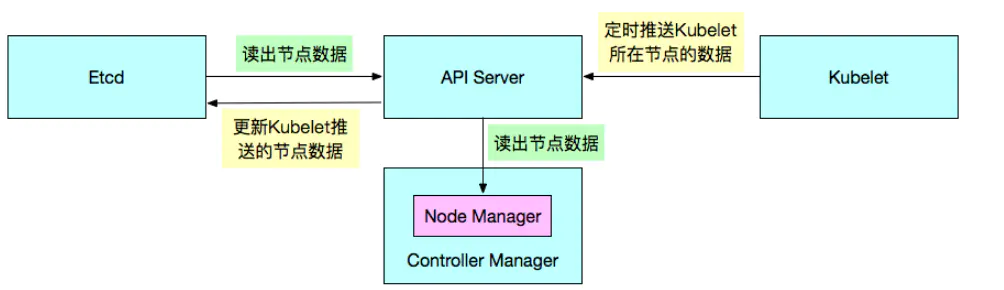 定时推送Kubelet
所在节点的数据
读出节点数据
Etcd
API Server
Kubelet
更新Kubelet推
送的节点数据
读出节点数据
Node Manager
Controller Manager